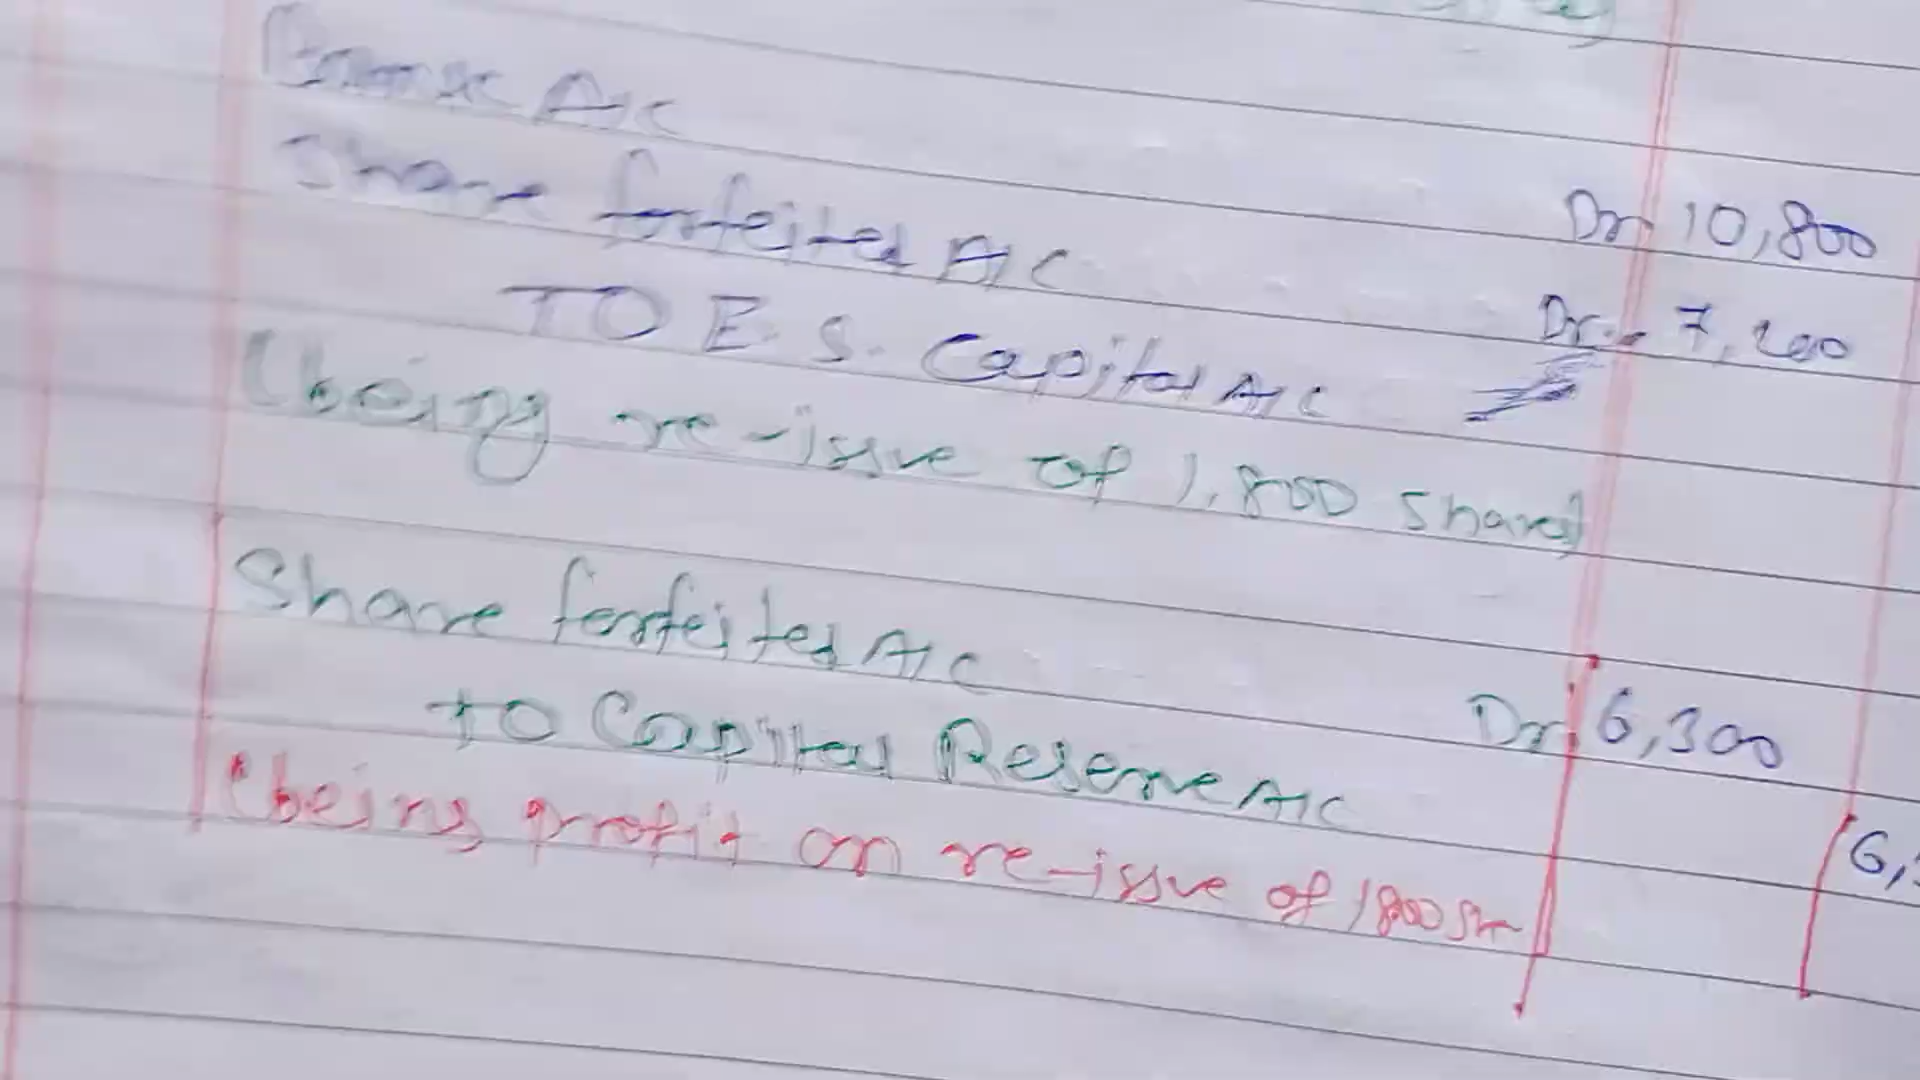 Bank A/C Dr 10,800
Share forfeited A/C Dr. 7,200
TO E. S. Capital A/C
(being re-issue of 1,800 shares)
Share forfeited A/C Dr 6,300
to Capital Reserve A/C 6,
(being profit on re-issue of 1800 sh